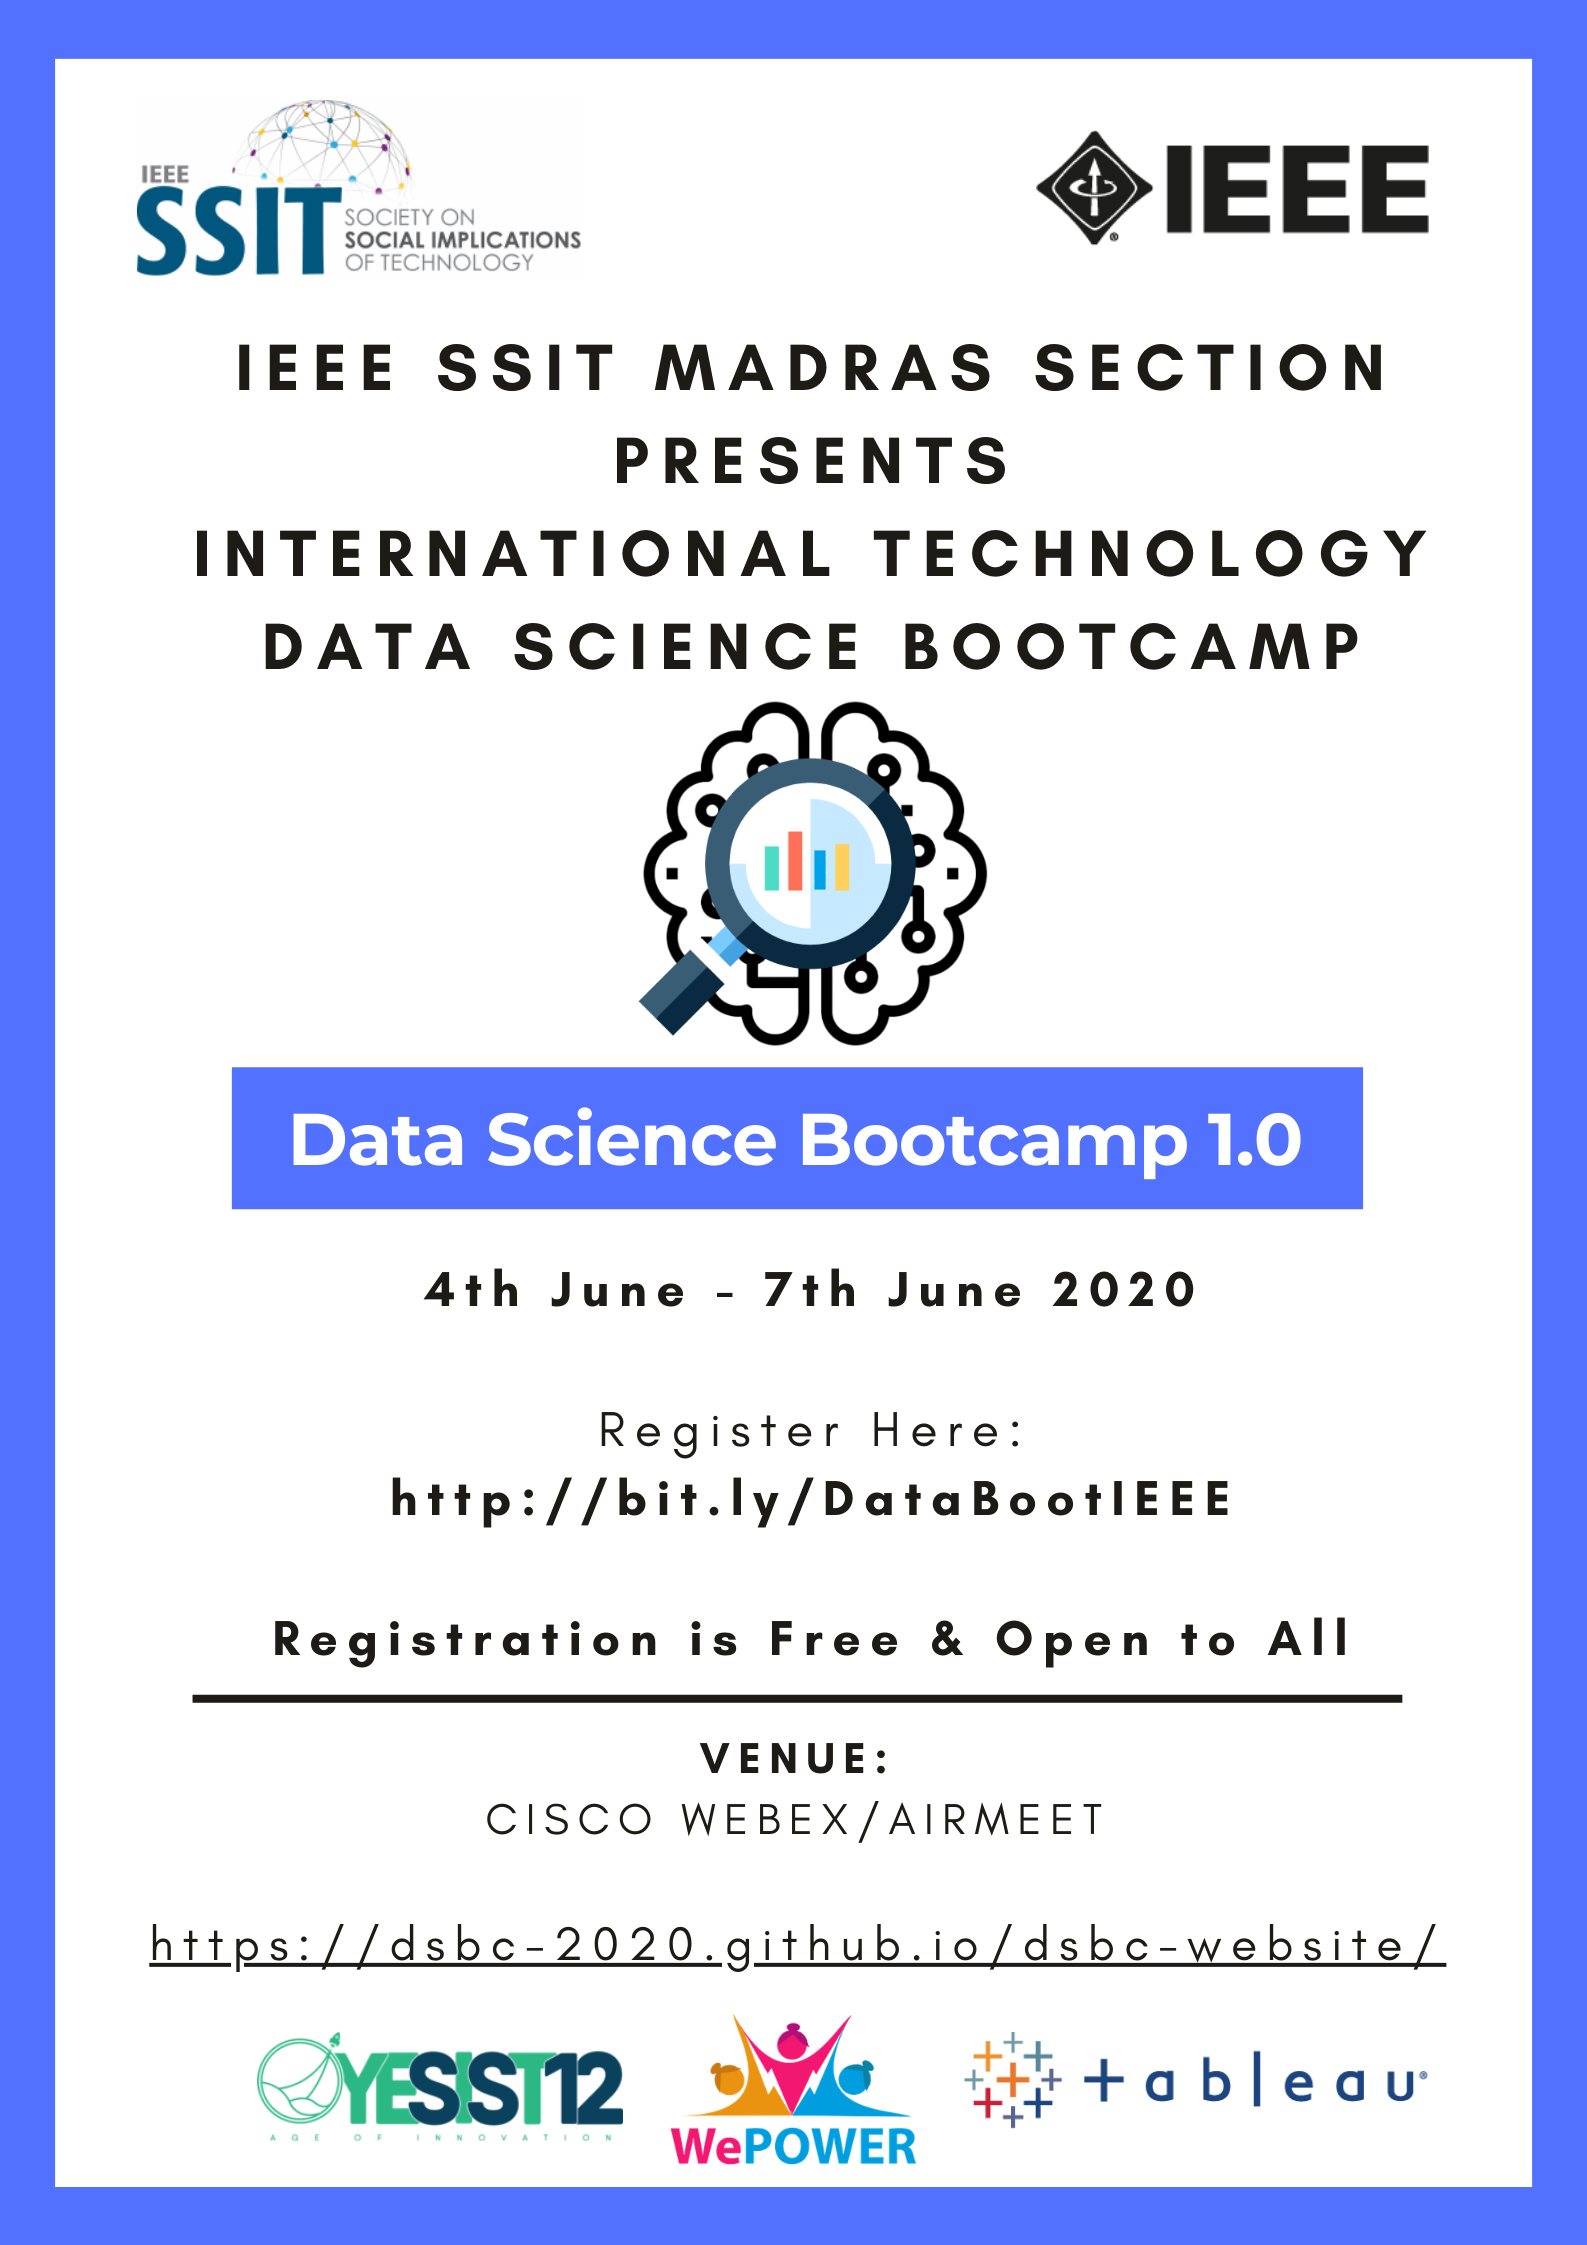 IEEE
SSIT
SOCIETY ON
SOCIAL IMPLICATIONS
OF TECHNOLOGY
IEEE
IEEE SSIT MADRAS SECTION
PRESENTS
INTERNATIONAL TECHNOLOGY
DATA SCIENCE BOOTCAMP
Data Science Bootcamp 1.0
4th June - 7th June 2020
Register Here:
http://bit.ly/DataBootIEEE
Registration is Free & Open to All
VENUE:
CISCO WEBEX/AIRMEET
https://dsbc-2020.github.io/dsbc-website/
YESIST12
AGE OF INNOVATION
WePOWER
+ableau®